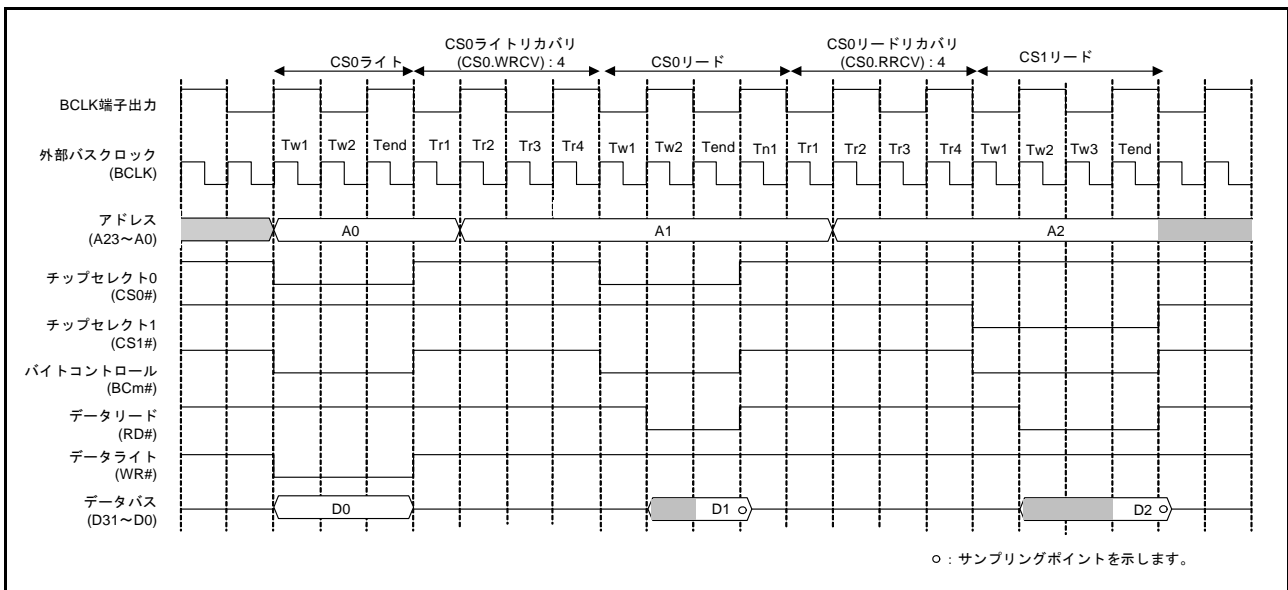 CS0ライト
CS0ライトリカバリ
(CS0.WRCV) : 4
CS0リード
CS0リードリカバリ
(CS0.RRCV) : 4
CS1リード
BCLK端子出力
外部バスクロック
(BCLK)
Tw1 Tw2 Tend Tr1 Tr2 Tr3 Tr4 Tw1 Tw2 Tend Tn1 Tr1 Tr2 Tr3 Tr4 Tw1 Tw2 Tw3 Tend
アドレス
(A23～A0)
A0 A1 A2
チップセレクト0
(CS0#)
チップセレクト1
(CS1#)
バイトコントロール
(BCm#)
データリード
(RD#)
データライト
(WR#)
データバス
(D31～D0)
D0 D1 D2
○ : サンプリングポイントを示します。